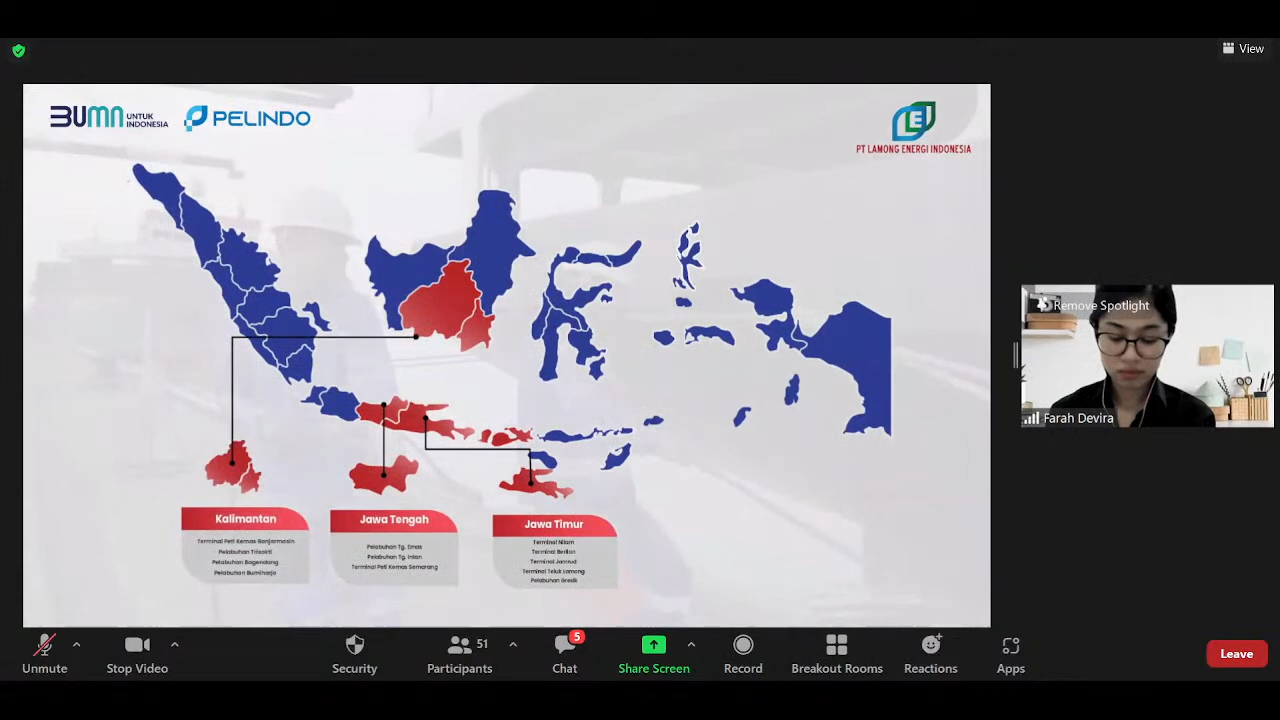 View
BUMN UNTUK INDONESIA
PELINDO
LE
PT LAMONG ENERGI INDONESIA
Remove Spotlight
Farah Devira
Kalimantan
Terminal Peti Kemas Banjarmasin
Pelabuhan Trisakti
Pelabuhan Bagendang
Pelabuhan Bumiharjo
Jawa Tengah
Pelabuhan Tg. Emas
Pelabuhan Tg. Intan
Terminal Peti Kemas Semarang
Jawa Timur
Terminal Nilam
Terminal Berlian
Terminal Jamrud
Terminal Teluk Lamong
Pelabuhan Gresik
Unmute
Stop Video
Security
Participants
51
Chat
5
Share Screen
Record
Breakout Rooms
Reactions
Apps
Leave